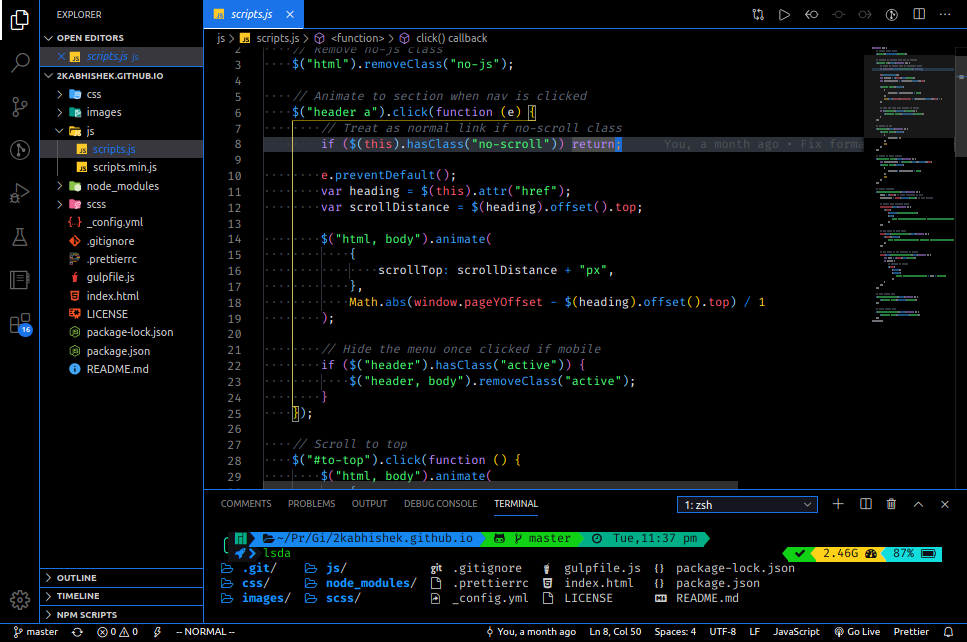 EXPLORER
OPEN EDITORS
scripts.js js
2KABHISHEK.GITHUB.IO
css
images
js
scripts.js
scripts.min.js
node_modules
scss
_config.yml
.gitignore
.prettierrc
gulpfile.js
index.html
LICENSE
package-lock.json
package.json
README.md
OUTLINE
TIMELINE
NPM SCRIPTS
16
scripts.js
js > scripts.js > <function> > click() callback
2 // Remove no-js class
3 $("html").removeClass("no-js");
4
5 // Animate to section when nav is clicked
6 $("header a").click(function (e) {
7 // Treat as normal link if no-scroll class
8 if ($(this).hasClass("no-scroll")) return; You, a month ago • Fix forma
9
10 e.preventDefault();
11 var heading = $(this).attr("href");
12 var scrollDistance = $(heading).offset().top;
13
14 $("html, body").animate(
15 {
16 scrollTop: scrollDistance + "px",
17 },
18 Math.abs(window.pageYOffset - $(heading).offset().top) / 1
19 );
20
21 // Hide the menu once clicked if mobile
22 if ($("header").hasClass("active")) {
23 $("header, body").removeClass("active");
24 }
25 });
26
27 // Scroll to top
28 $("#to-top").click(function () {
29 $("html, body").animate(
COMMENTS PROBLEMS OUTPUT DEBUG CONSOLE TERMINAL 1: zsh
~/Pr/Gi/2kabhishek.github.io master Tue,11:37 pm
lsda 2.46G 87%
.git/ js/ .gitignore gulpfile.js package-lock.json
css/ node_modules/ .prettierrc index.html package.json
images/ scss/ _config.yml LICENSE README.md
master 0 0 -- NORMAL -- You, a month ago Ln 8, Col 50 Spaces: 4 UTF-8 LF JavaScript Go Live Prettier